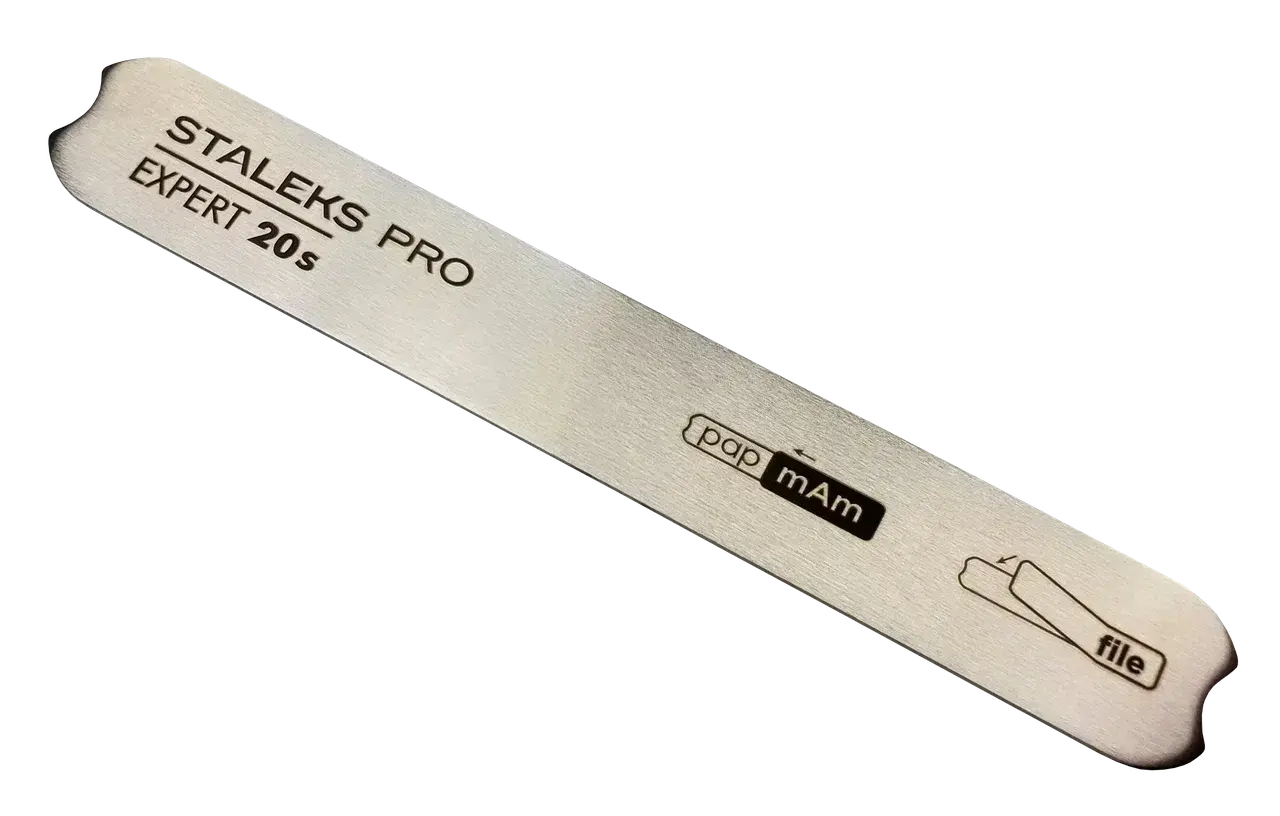 STALEKS PRO
EXPERT 20s
pap mAm
file